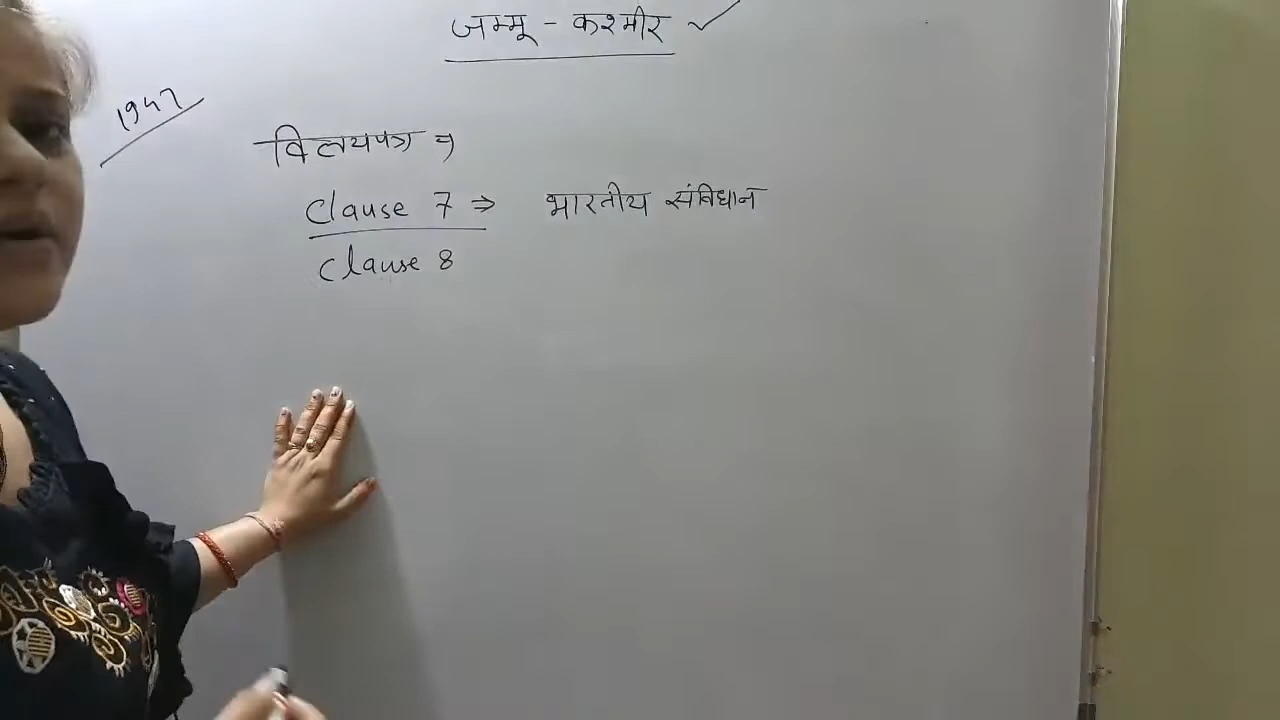 जम्मू - कश्मीर ✓
1947
विलयपत्र ⇒
Clause 7 ⇒ भारतीय संविधान
Clause 8